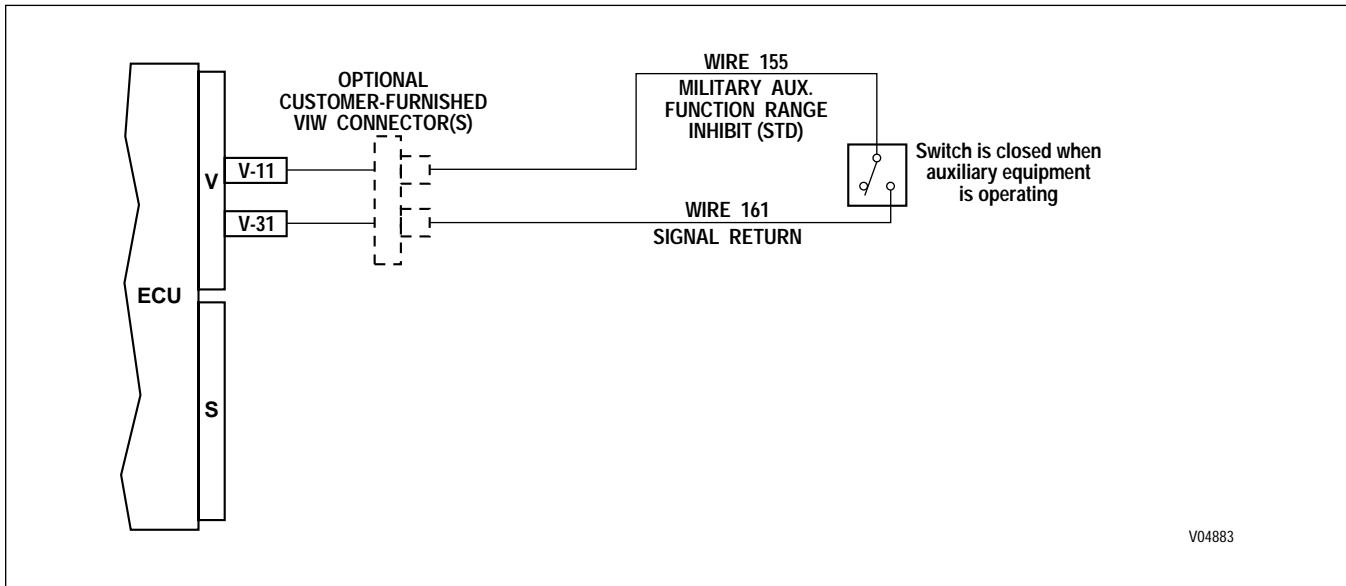 OPTIONAL
CUSTOMER-FURNISHED
VIW CONNECTOR(S)
WIRE 155
MILITARY AUX.
FUNCTION RANGE
INHIBIT (STD)
Switch is closed when
auxiliary equipment
is operating
V
V-11
V-31
WIRE 161
SIGNAL RETURN
ECU
S
V04883